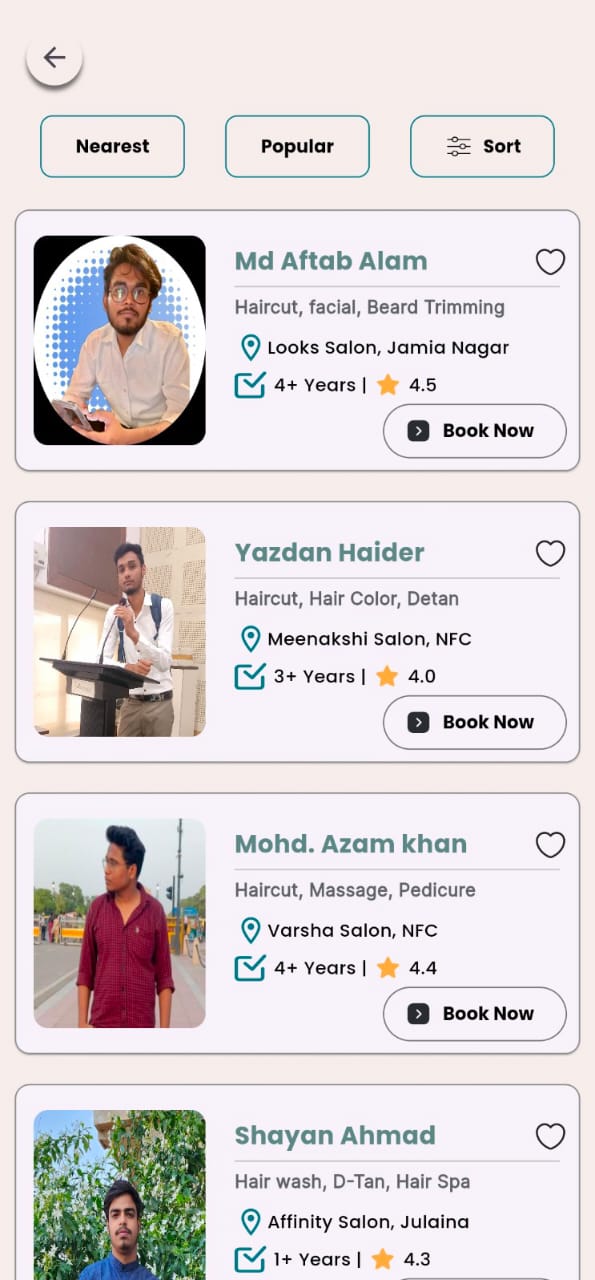 Nearest
Popular
Sort
Md Aftab Alam
Haircut, facial, Beard Trimming
Looks Salon, Jamia Nagar
4+ Years | 4.5
Book Now
Yazdan Haider
Haircut, Hair Color, Detan
Meenakshi Salon, NFC
3+ Years | 4.0
Book Now
Mohd. Azam khan
Haircut, Massage, Pedicure
Varsha Salon, NFC
4+ Years | 4.4
Book Now
Shayan Ahmad
Hair wash, D-Tan, Hair Spa
Affinity Salon, Julaina
1+ Years | 4.3